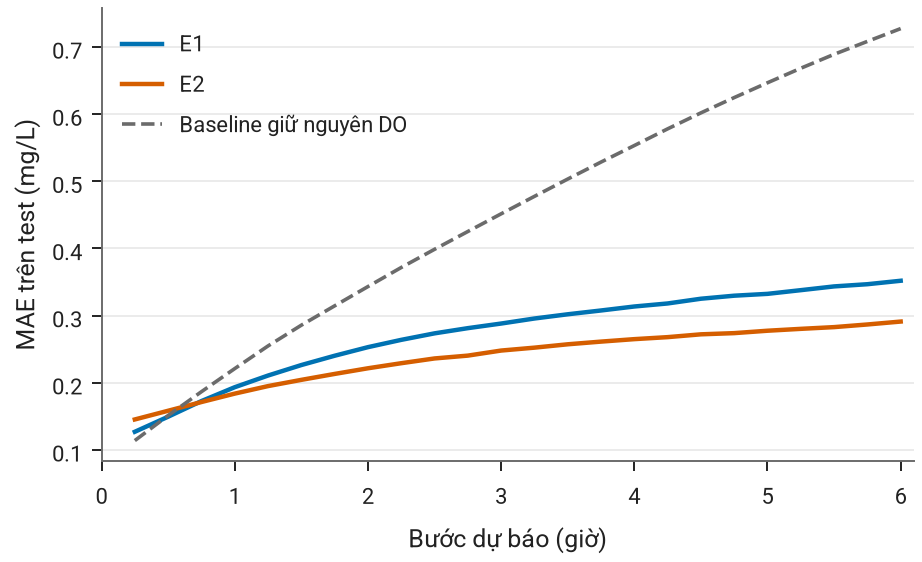 E1
E2
Baseline giữ nguyên DO
MAE trên test (mg/L)
0.7
0.6
0.5
0.4
0.3
0.2
0.1
0 1 2 3 4 5 6
Bước dự báo (giờ)